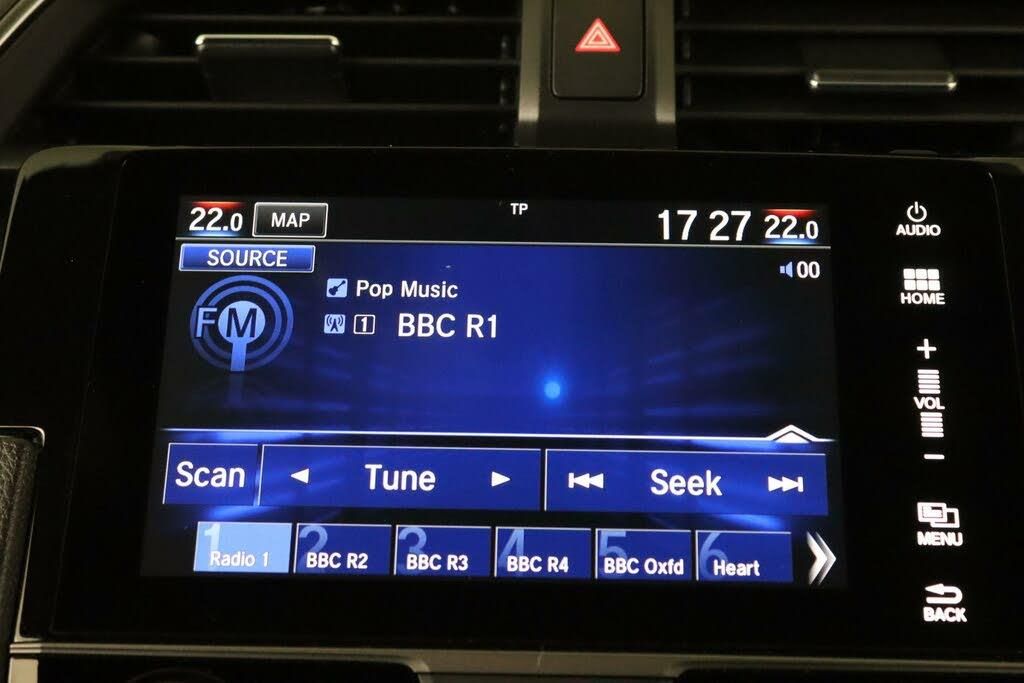 22.0 MAP TP 17 27 22.0
AUDIO
SOURCE
00
FM
Pop Music
1 BBC R1
HOME
+
VOL
-
Scan Tune Seek
1 Radio 1 2 BBC R2 3 BBC R3 4 BBC R4 5 BBC Oxfd 6 Heart
MENU
BACK